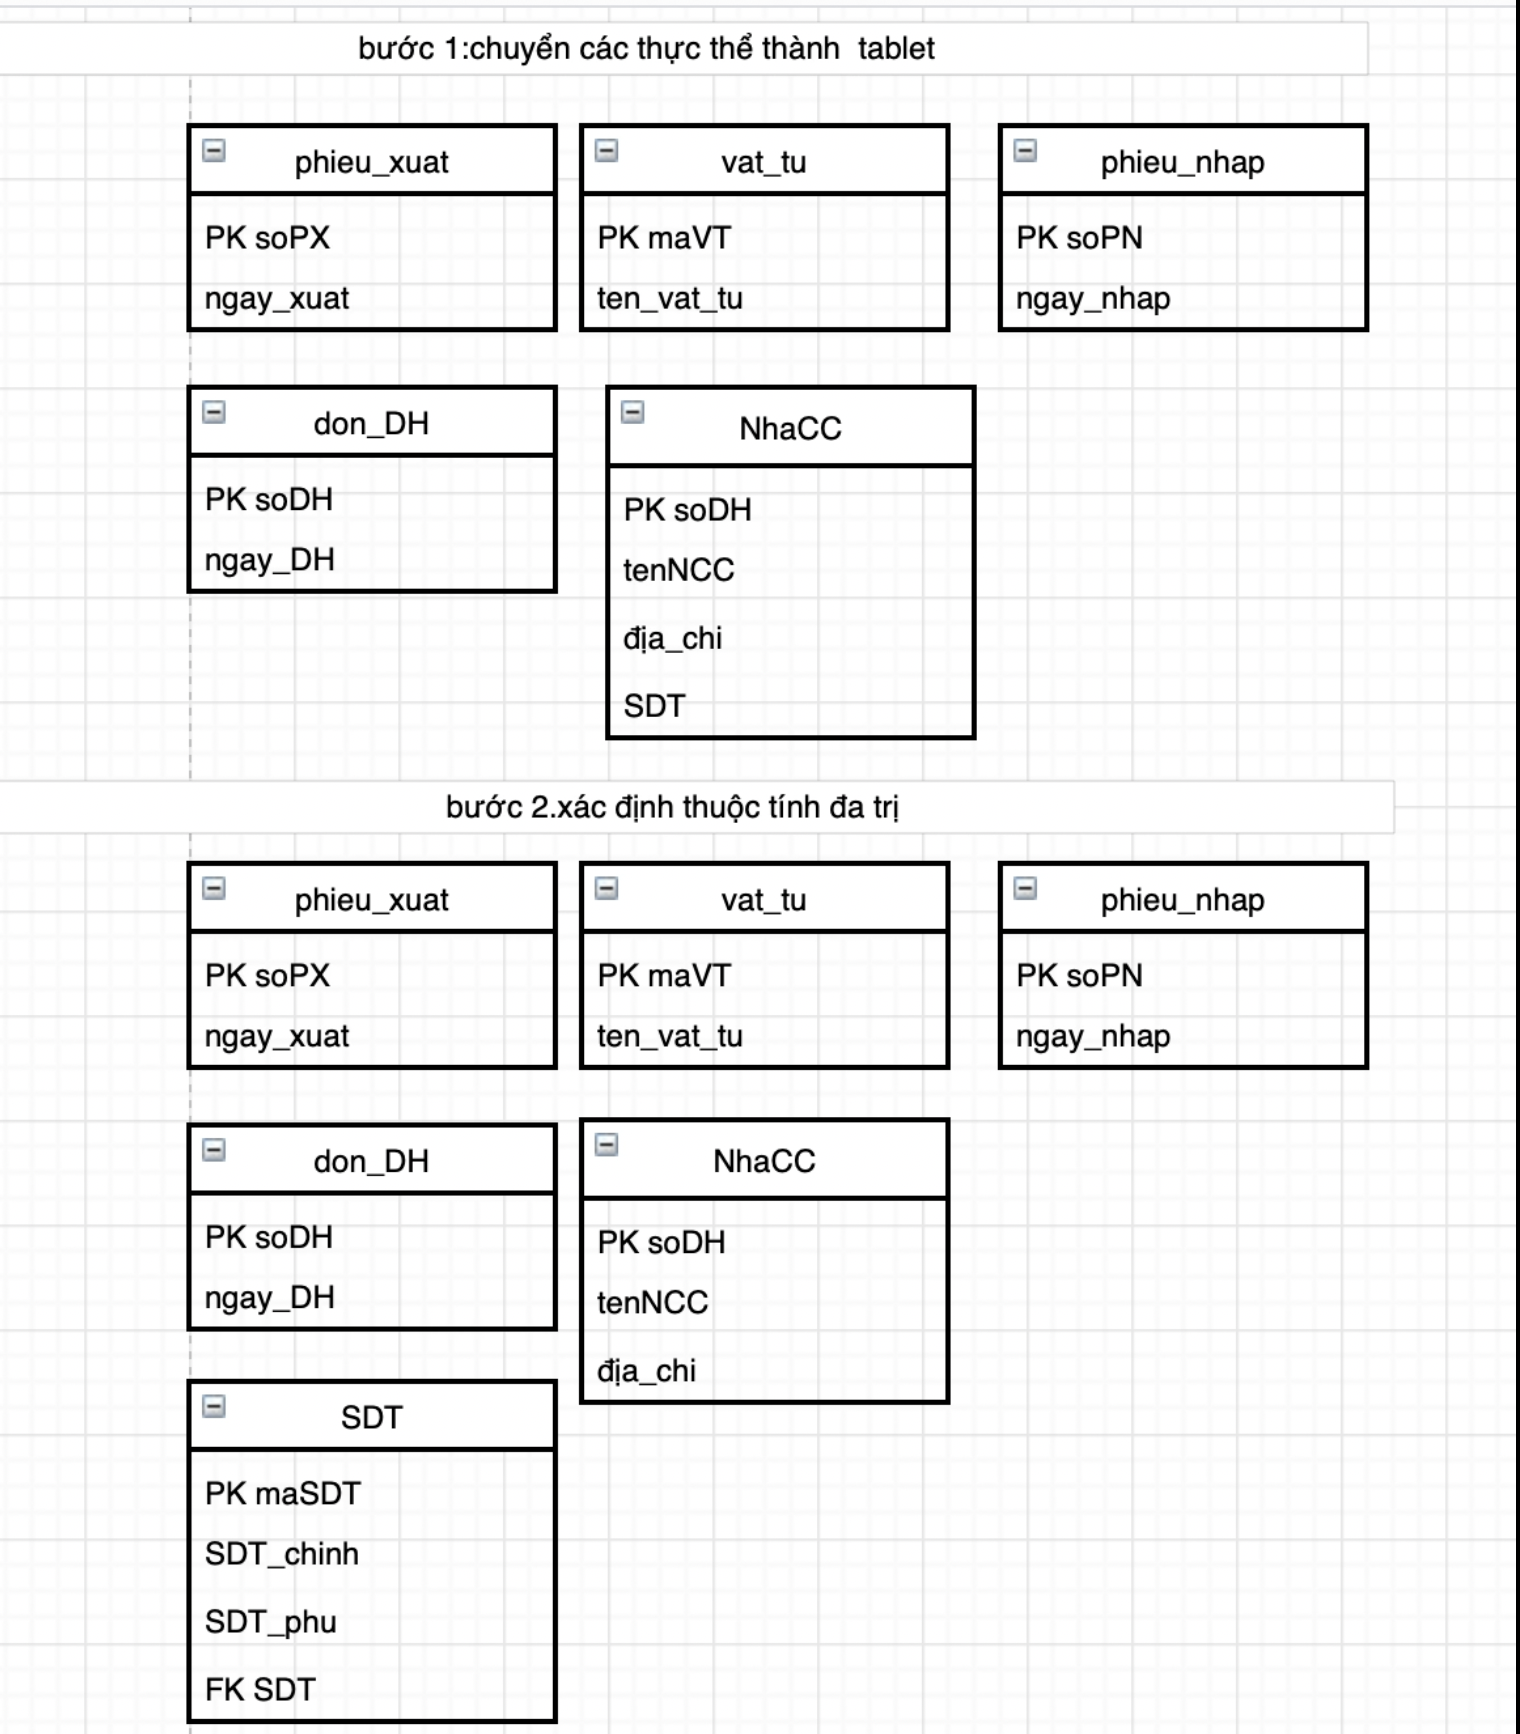 bước 1:chuyển các thực thể thành  tablet
phieu_xuat
PK soPX
ngay_xuat
vat_tu
PK maVT
ten_vat_tu
phieu_nhap
PK soPN
ngay_nhap
don_DH
PK soDH
ngay_DH
NhaCC
PK soDH
tenNCC
địa_chi
SDT
bước 2.xác định thuộc tính đa trị
phieu_xuat
PK soPX
ngay_xuat
vat_tu
PK maVT
ten_vat_tu
phieu_nhap
PK soPN
ngay_nhap
don_DH
PK soDH
ngay_DH
NhaCC
PK soDH
tenNCC
địa_chi
SDT
PK maSDT
SDT_chinh
SDT_phu
FK SDT